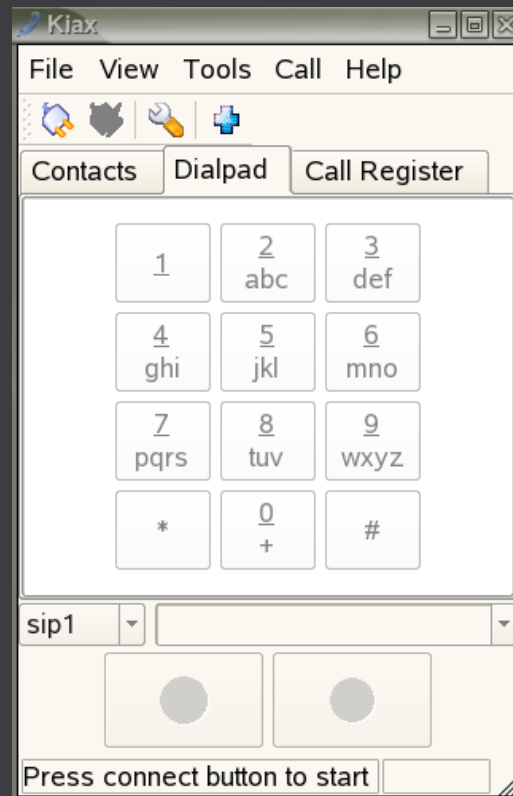 Kiax
File View Tools Call Help
Contacts Dialpad Call Register
1 2 3
abc def
4 5 6
ghi jkl mno
7 8 9
pqrs tuv wxyz
* 0 #
+
sip1
Press connect button to start